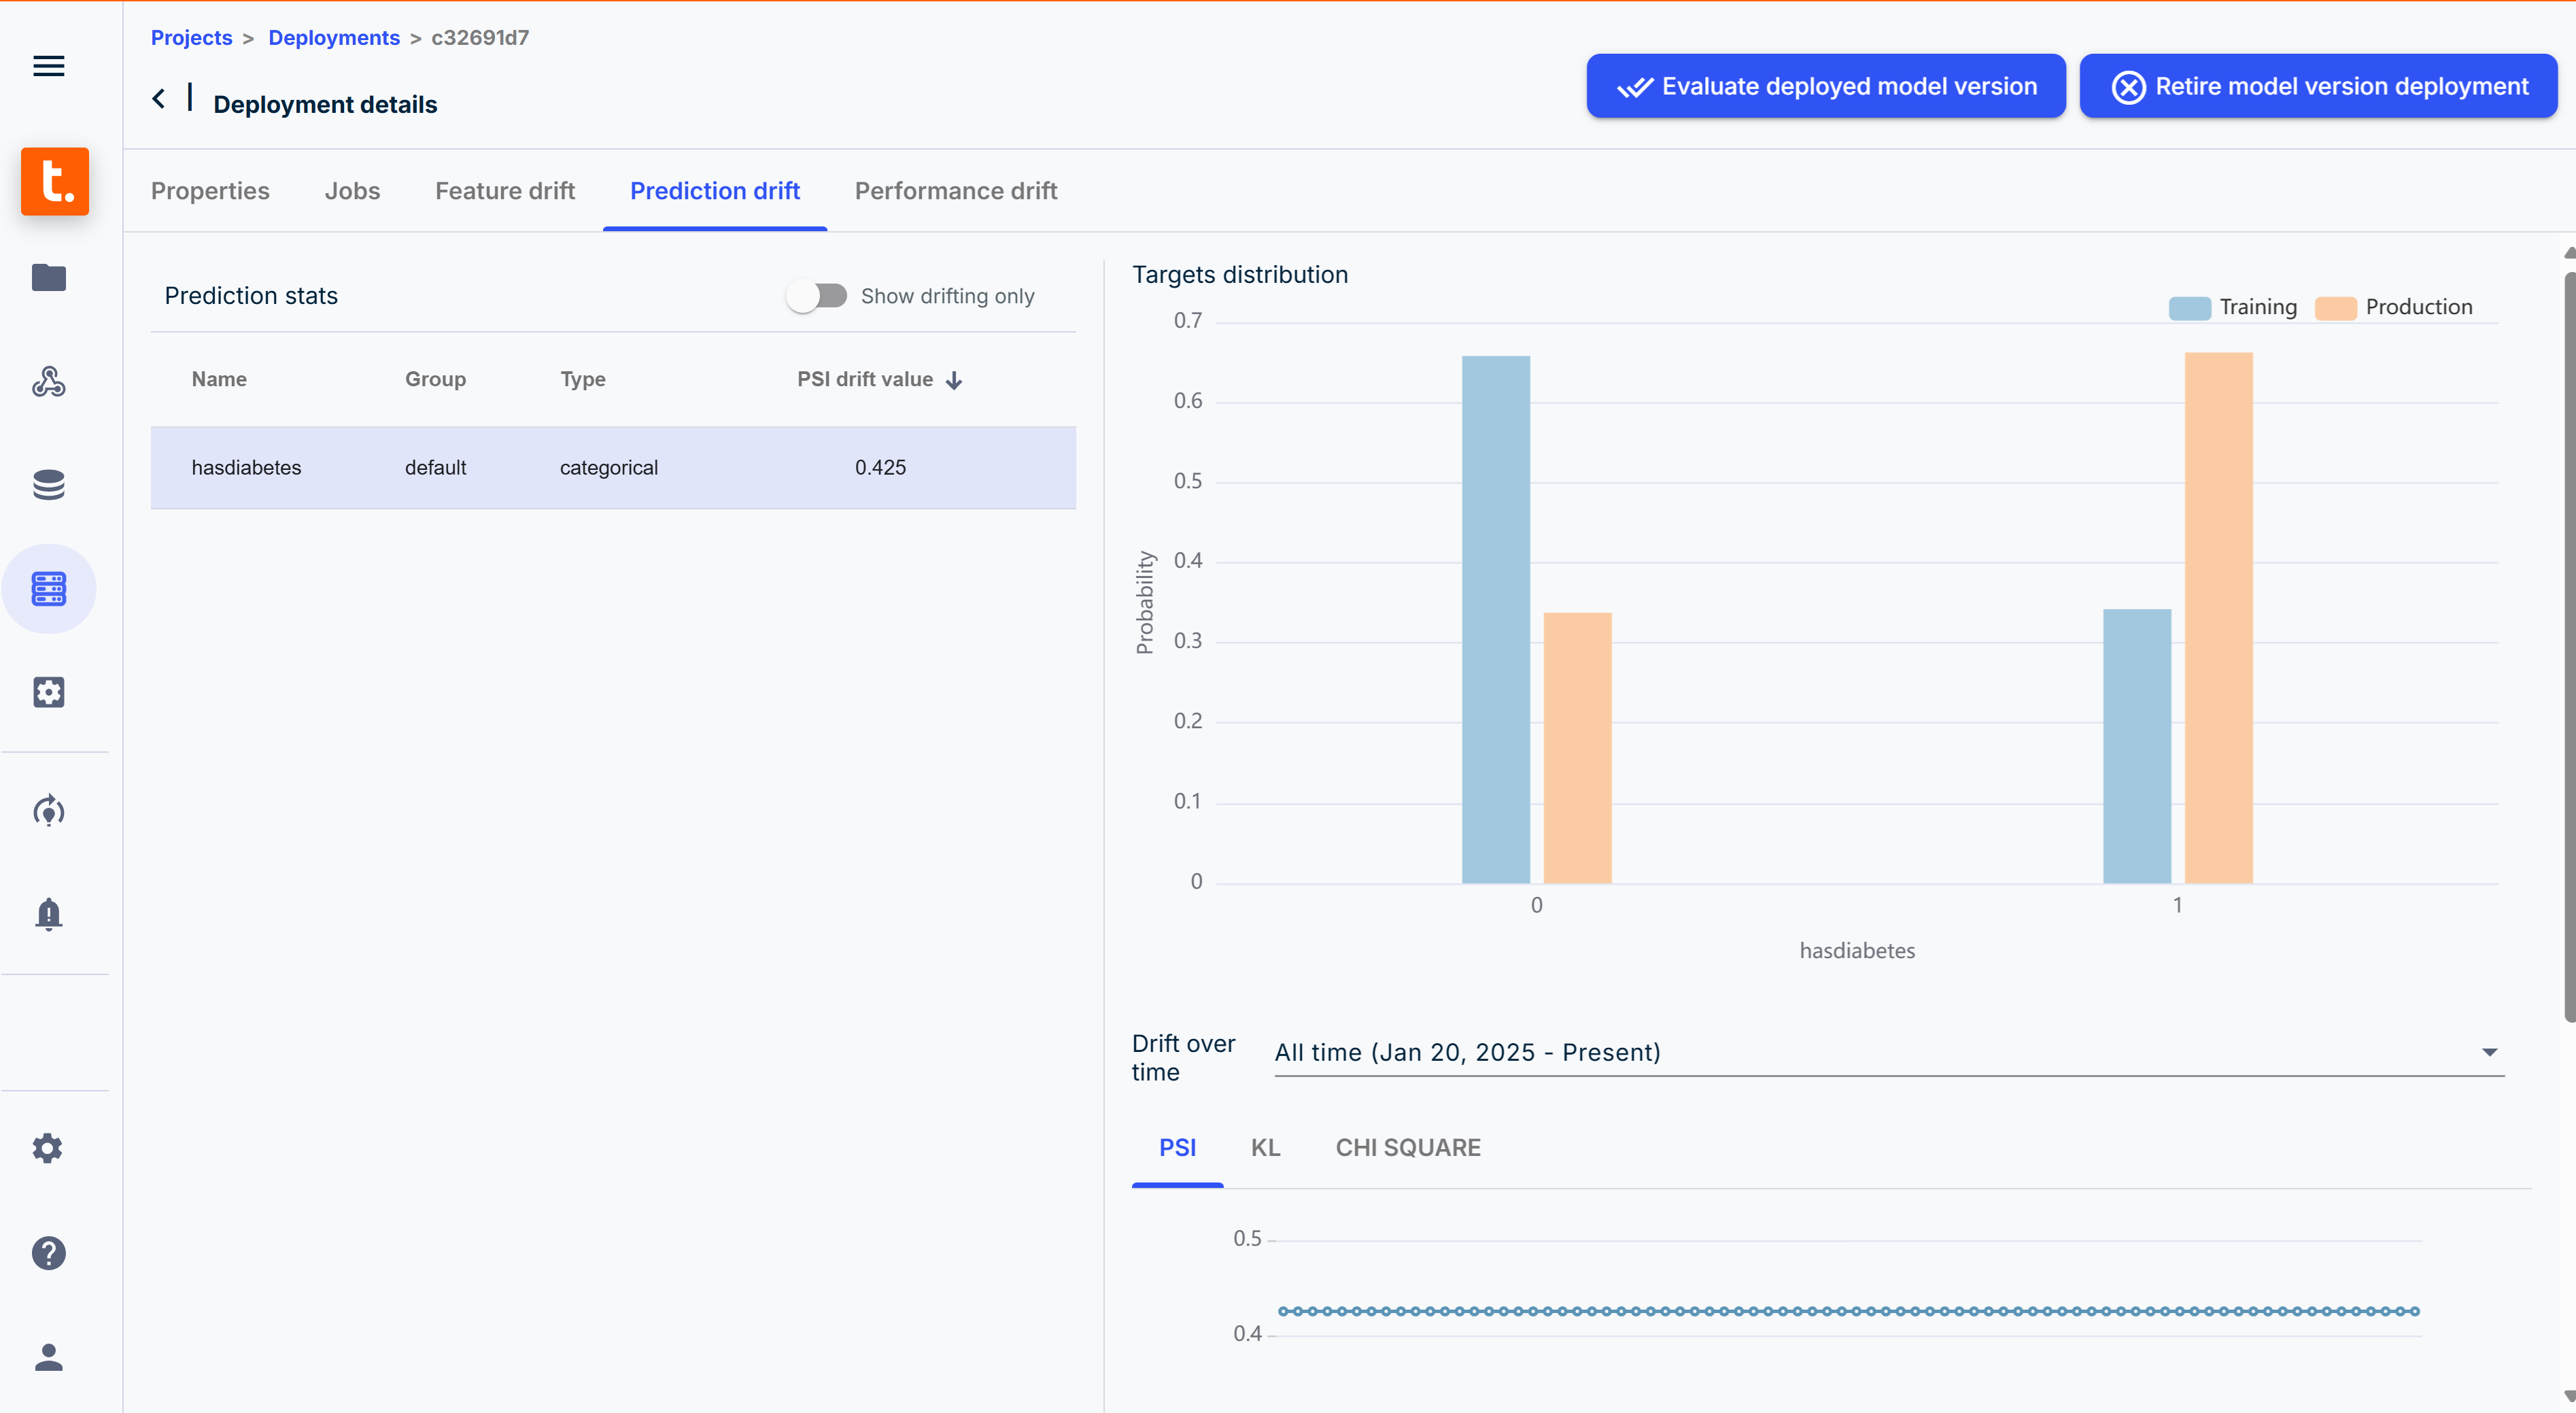 Projects > Deployments > c32691d7
Deployment details
Evaluate deployed model version
Retire model version deployment
t.
Properties Jobs Feature drift Prediction drift Performance drift
Prediction stats
Show drifting only
Name Group Type PSI drift value
hasdiabetes default categorical 0.425
Targets distribution
Training Production
0.7
0.6
0.5
0.4
0.3
0.2
0.1
0
Probability
0 1
hasdiabetes
Drift over
time
All time (Jan 20, 2025 - Present)
PSI KL CHI SQUARE
0.5
0.4